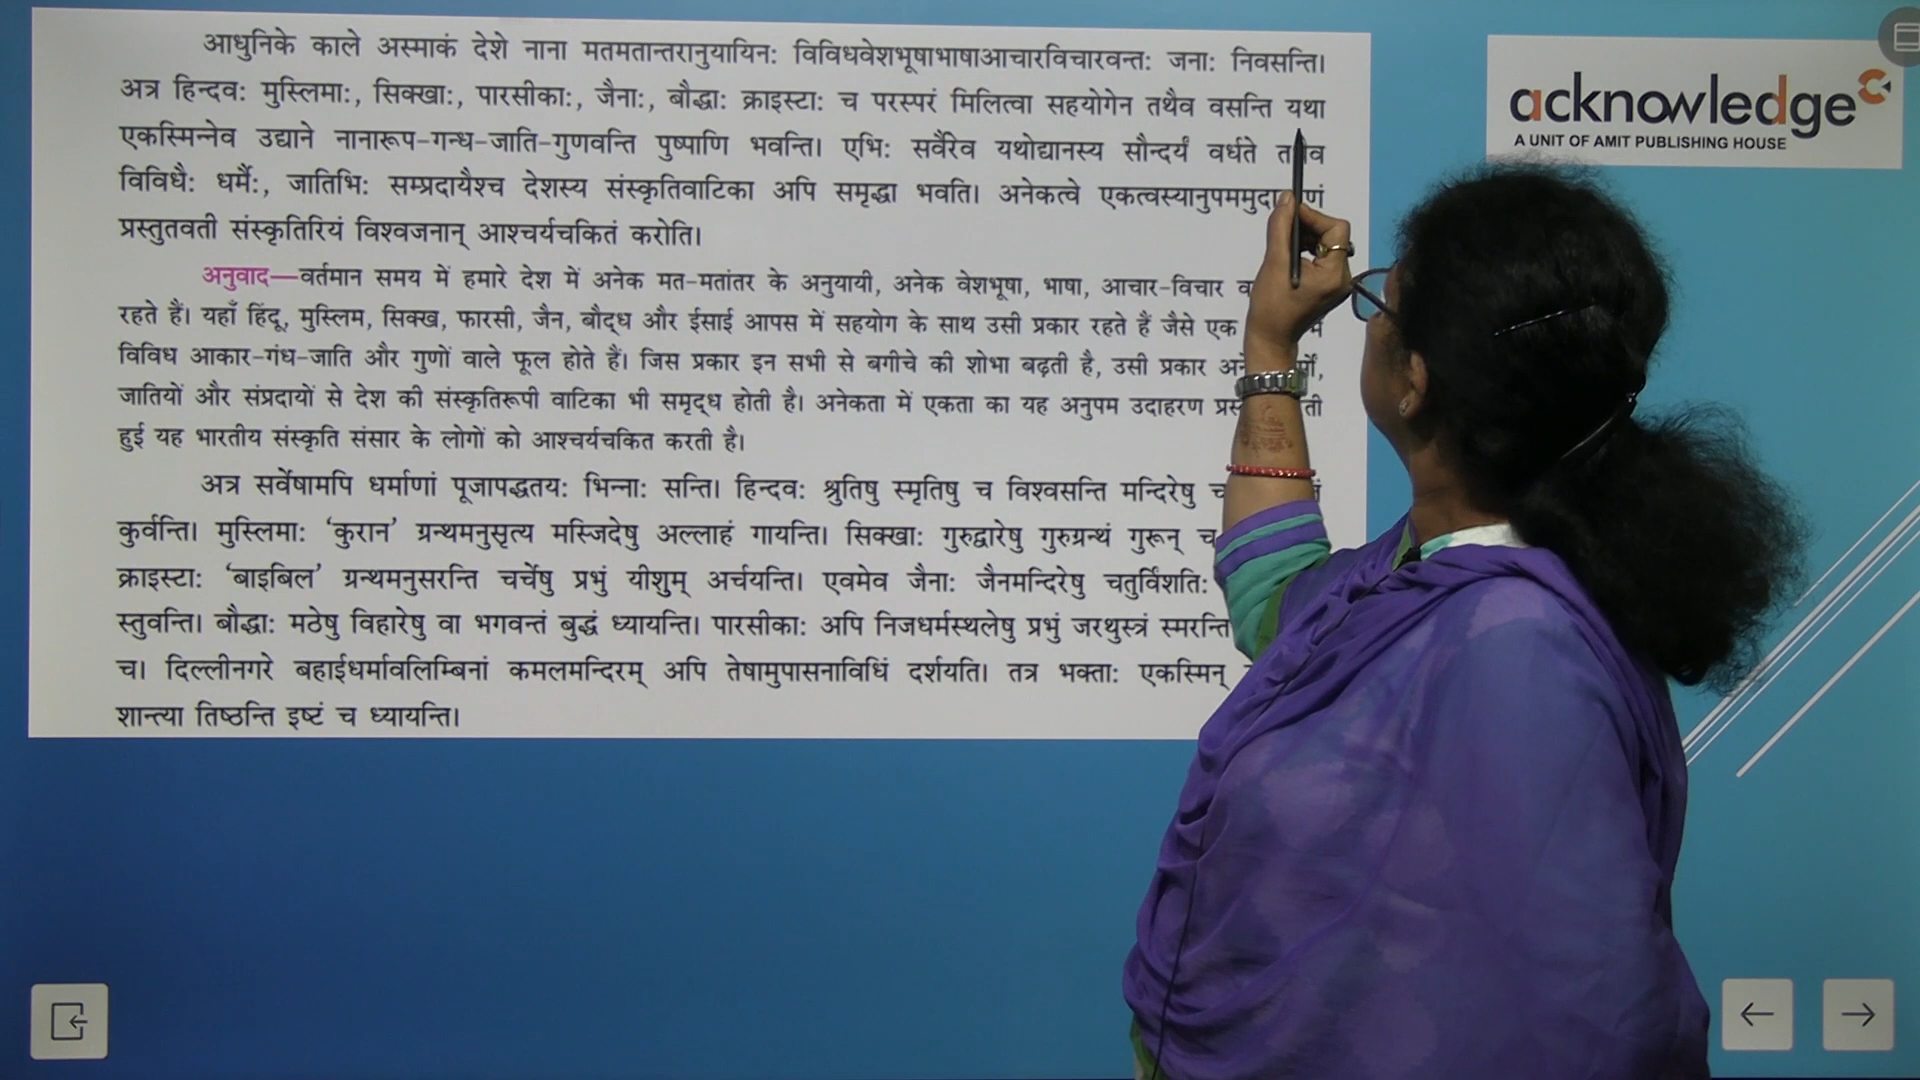 आधुनिके काले अस्माकं देशे नाना मतमतान्तरानुयायिनः विविधवेशभूषाभाषाआचारविचारवन्तः जनाः निवसन्ति।
अत्र हिन्दवः मुस्लिमाः, सिक्खाः, पारसीकाः, जैनाः, बौद्धाः क्राइस्टाः च परस्परं मिलित्वा सहयोगेन तथैव वसन्ति यथा
एकस्मिन्नेव उद्याने नानारूप-गन्ध-जाति-गुणवन्ति पुष्पाणि भवन्ति। एभिः सर्वैरेव यथोद्यानस्य सौन्दर्यं वर्धते
विविधैः धर्मैः, जातिभिः सम्प्रदायैश्च देशस्य संस्कृतिवाटिका अपि समृद्धा भवति। अनेकत्वे
प्रस्तुतवती संस्कृतिरियं विश्वजनान् आश्चर्यचकितं करोति।
अनुवाद—वर्तमान समय में हमारे देश में अनेक मत-मतांतर के अनुयायी, अनेक वेशभूषा, भाषा, आचार-विचार
रहते हैं। यहाँ हिंदू, मुस्लिम, सिक्ख, फारसी, जैन, बौद्ध और ईसाई आपस में सहयोग के साथ उसी प्रकार रहते हैं जैसे एक
विविध आकार-गंध-जाति और गुणों वाले फूल होते हैं। जिस प्रकार इन सभी से बगीचे की शोभा बढ़ती है, उसी प्रकार
जातियों और संप्रदायों से देश की संस्कृतिरूपी वाटिका भी समृद्ध होती है। अनेकता में एकता का यह अनुपम उदाहरण
हुई यह भारतीय संस्कृति संसार के लोगों को आश्चर्यचकित करती है।
अत्र सर्वेषामपि धर्माणां पूजापद्धतयः भिन्नाः सन्ति। हिन्दवः श्रुतिषु स्मृतिषु च विश्वसन्ति मन्दिरेषु
कुर्वन्ति। मुस्लिमाः ‘कुरान’ ग्रन्थमनुसृत्य मस्जिदेषु अल्लाहं गायन्ति। सिक्खाः गुरुद्वारेषु गुरुग्रन्थं गुरून् च
क्राइस्टाः ‘बाइबिल’ ग्रन्थमनुसरन्ति चर्चेषु प्रभुं यीशुम् अर्चयन्ति। एवमेव जैनाः जैनमन्दिरेषु चतुर्विंशतिः
स्तुवन्ति। बौद्धाः मठेषु विहारेषु वा भगवन्तं बुद्धं ध्यायन्ति। पारसीकाः अपि निजधर्मस्थलेषु प्रभुं जरथुस्त्रं स्मरन्ति
च। दिल्लीनगरे बहाईधर्मावलिम्बिनां कमलमन्दिरम् अपि तेषामुपासनाविधिं दर्शयति। तत्र भक्ताः एकस्मिन्
शान्त्या तिष्ठन्ति इष्टं च ध्यायन्ति।
acknowledge
A UNIT OF AMIT PUBLISHING HOUSE